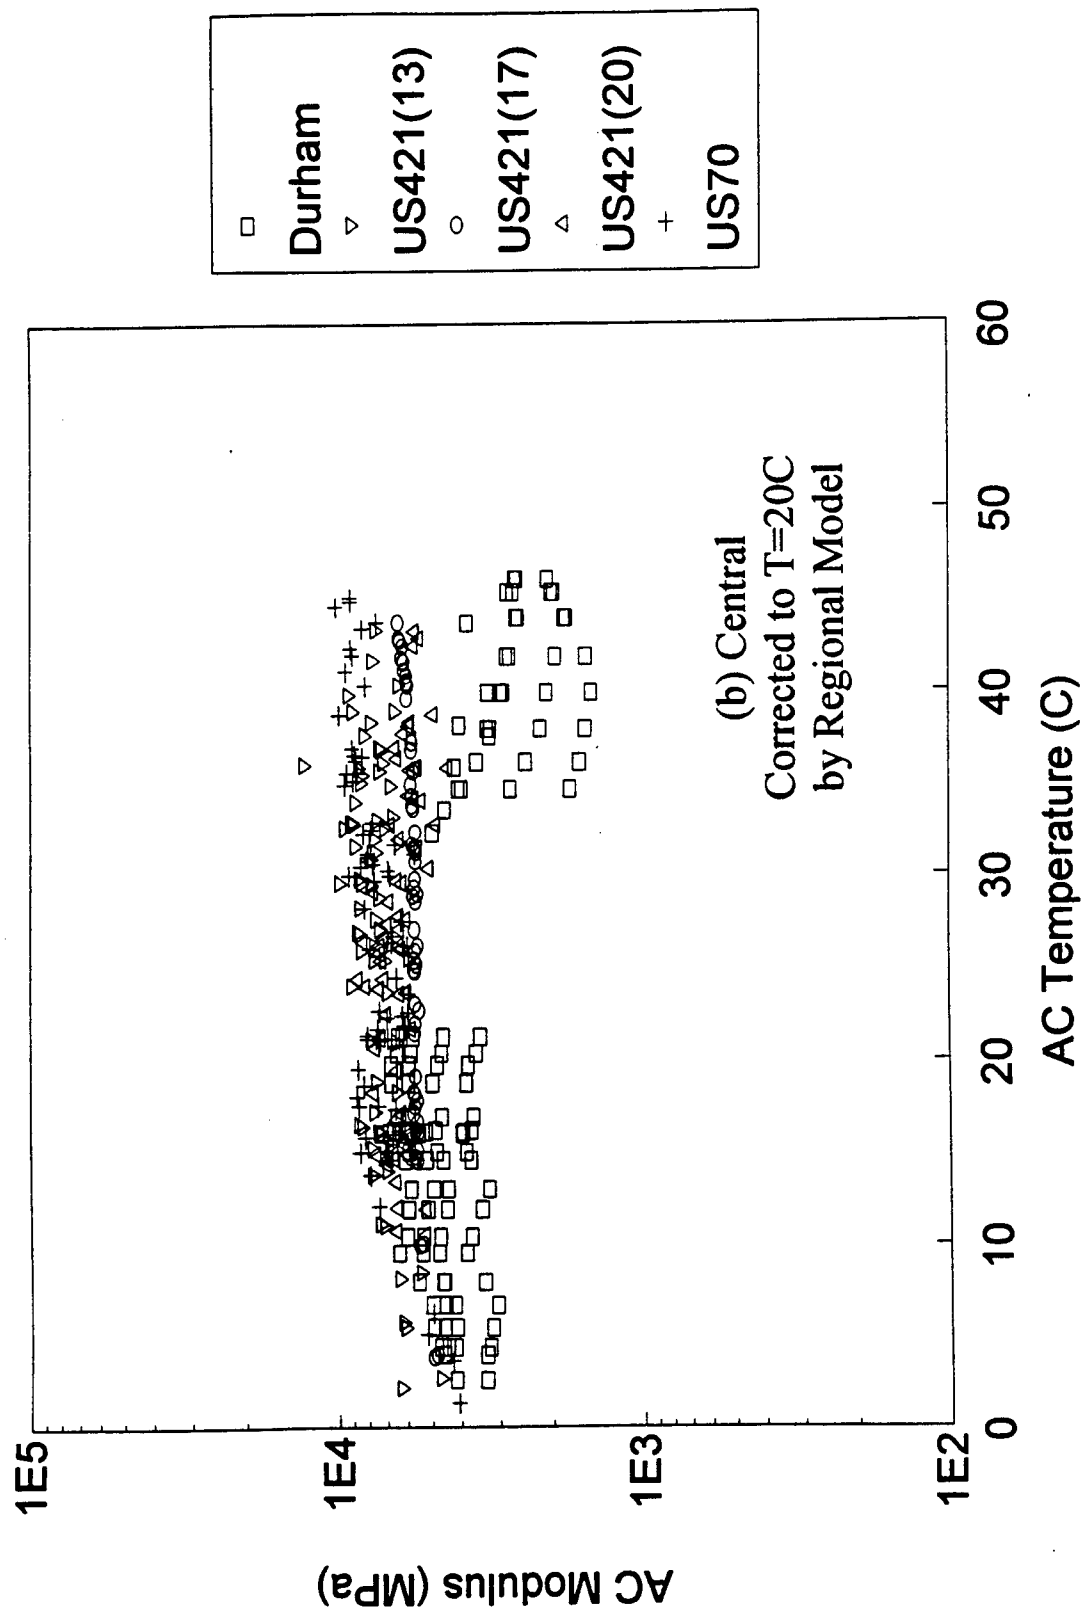 1E5
1E4
1E3
1E2
AC Modulus (MPa)
0
10
20
30
40
50
60
AC Temperature (C)
(b) Central
Corrected to T=20C
by Regional Model
Durham
US421(13)
US421(17)
US421(20)
US70